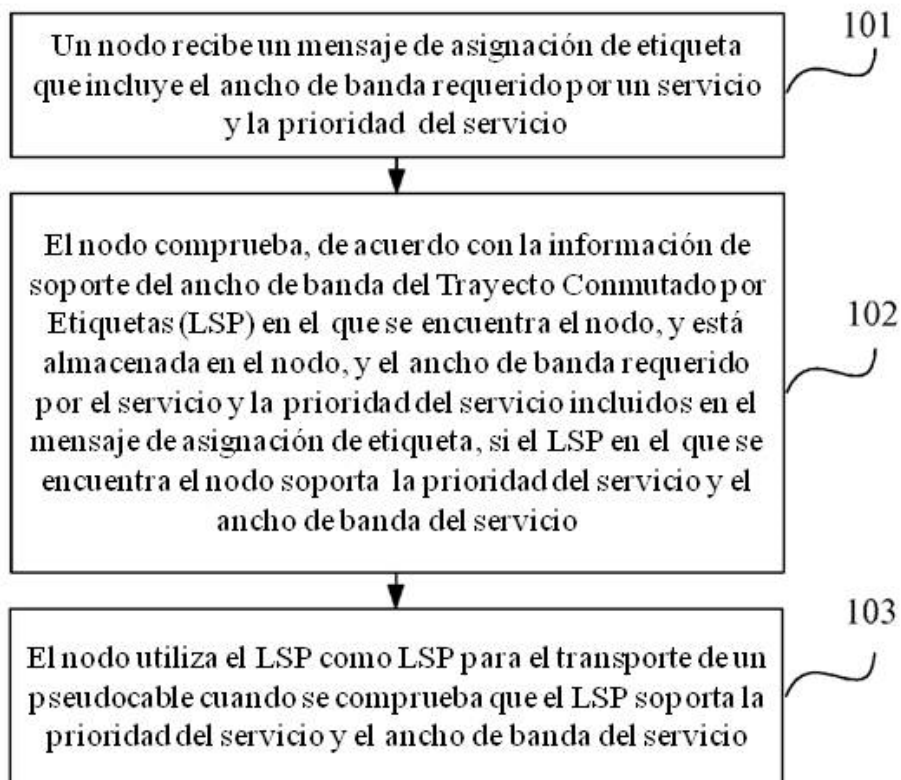 Un nodo recibe un mensaje de asignación de etiqueta
que incluye el ancho de banda requerido por un servicio
y la prioridad del servicio
101
El nodo comprueba, de acuerdo con la información de
soporte del ancho de banda del Trayecto Conmutado por
Etiquetas (LSP) en el que se encuentra el nodo, y está
almacenada en el nodo, y el ancho de banda requerido
por el servicio y la prioridad del servicio incluidos en el
mensaje de asignación de etiqueta, si el LSP en el que se
encuentra el nodo soporta la prioridad del servicio y el
ancho de banda del servicio
102
El nodo utiliza el LSP como LSP para el transporte de un
pseudocable cuando se comprueba que el LSP soporta la
prioridad del servicio y el ancho de banda del servicio
103